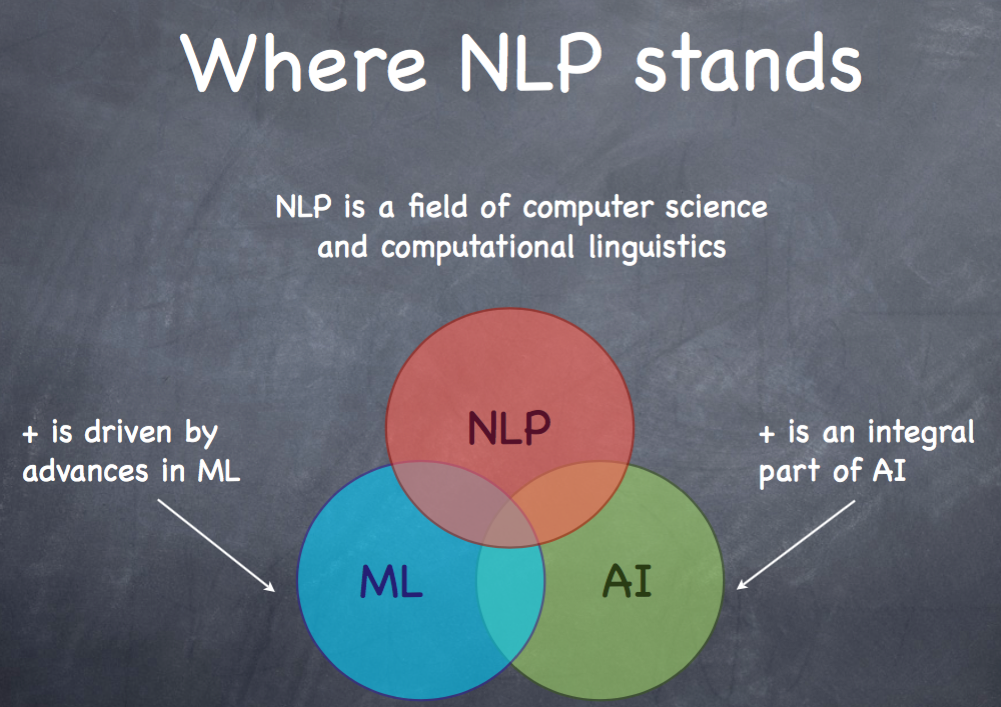 Where NLP stands
NLP is a field of computer science
and computational linguistics
+ is driven by
advances in ML
+ is an integral
part of AI
NLP
ML
AI